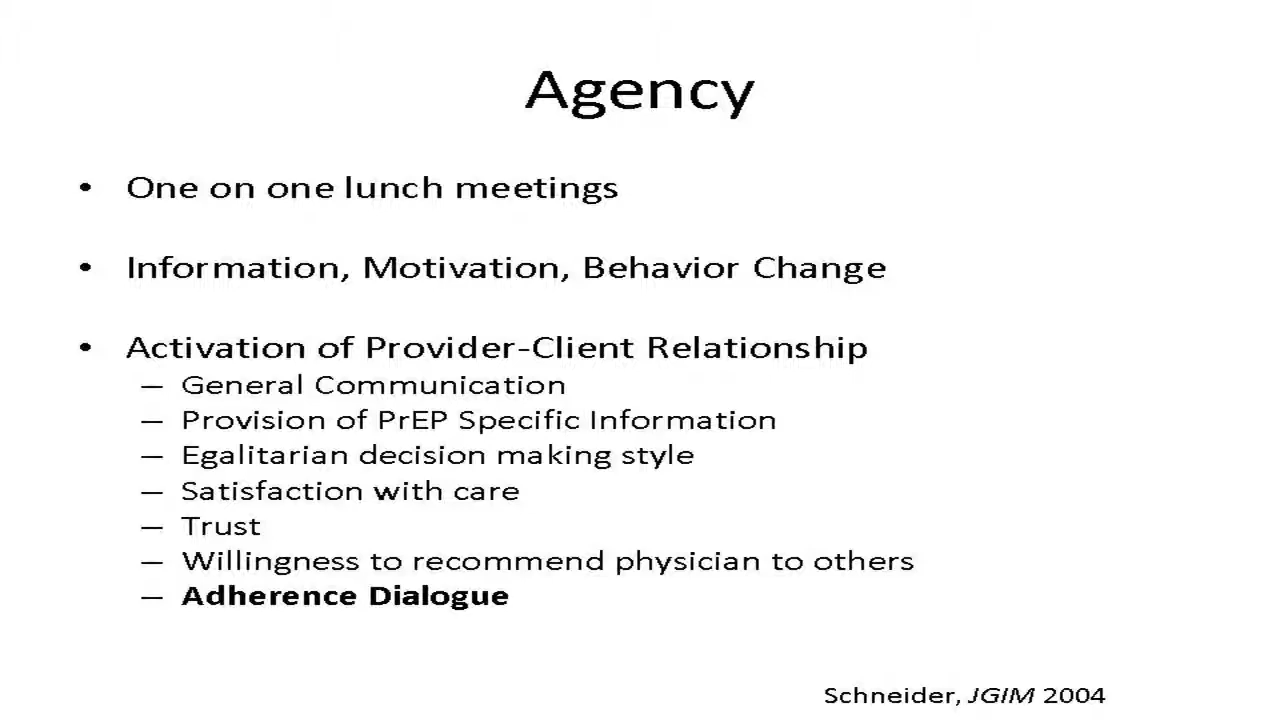 Agency
• One on one lunch meetings
• Information, Motivation, Behavior Change
• Activation of Provider-Client Relationship
— General Communication
— Provision of PrEP Specific Information
— Egalitarian decision making style
— Satisfaction with care
— Trust
— Willingness to recommend physician to others
— Adherence Dialogue
Schneider, JGIM 2004